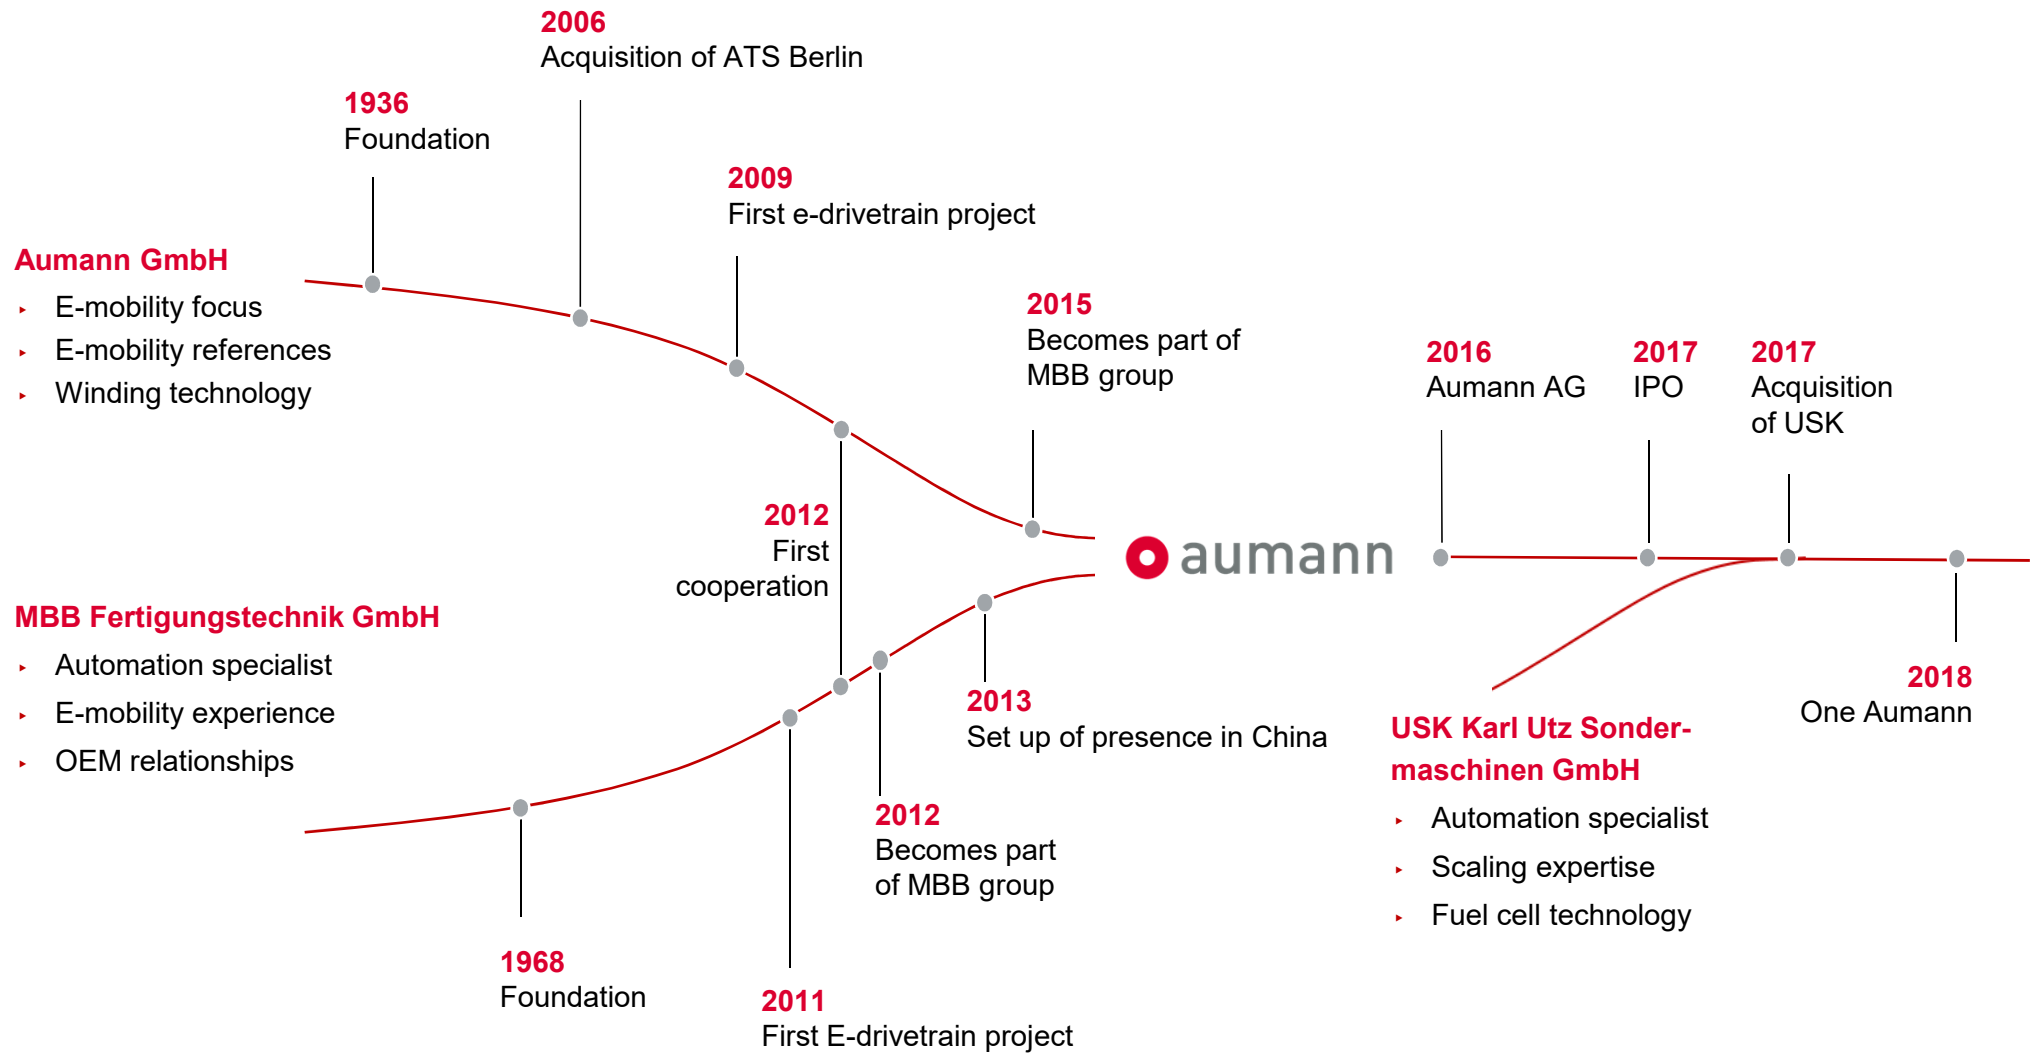 2006
Acquisition of ATS Berlin
1936
Foundation
2009
First e-drivetrain project
Aumann GmbH
▸ E-mobility focus
▸ E-mobility references
▸ Winding technology
2015
Becomes part of
MBB group
2016
Aumann AG
2017
IPO
2017
Acquisition
of USK
2012
First
cooperation
aumann
MBB Fertigungstechnik GmbH
▸ Automation specialist
▸ E-mobility experience
▸ OEM relationships
2013
Set up of presence in China
2018
One Aumann
USK Karl Utz Sonder-
maschinen GmbH
▸ Automation specialist
▸ Scaling expertise
▸ Fuel cell technology
2012
Becomes part
of MBB group
1968
Foundation
2011
First E-drivetrain project